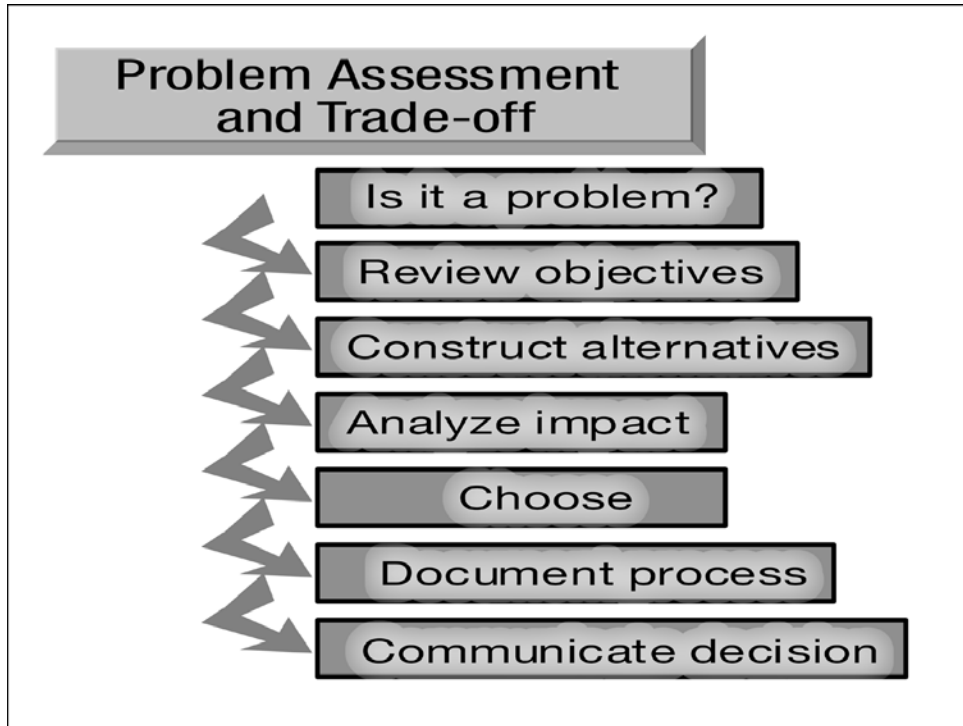 Problem Assessment
and Trade-off
Is it a problem?
Review objectives
Construct alternatives
Analyze impact
Choose
Document process
Communicate decision